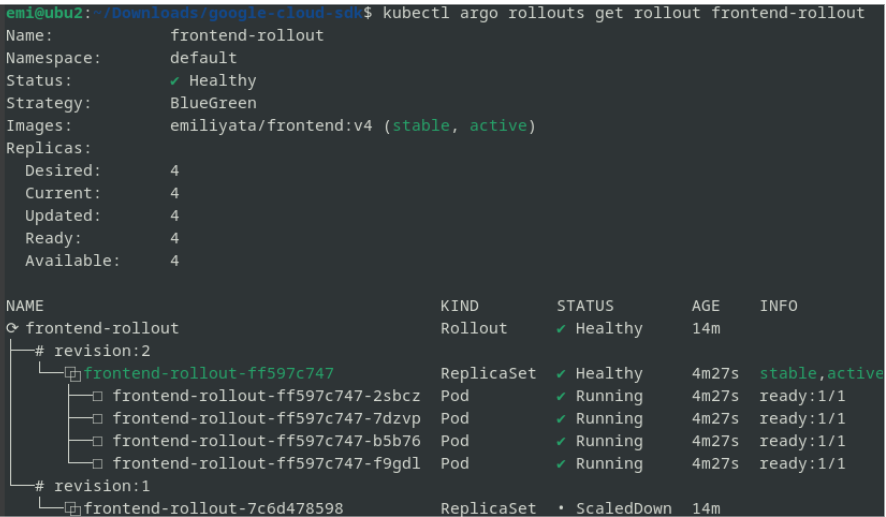 emi@ubu2:~/Downloads/google-cloud-sdk$ kubectl argo rollouts get rollout frontend-rollout
Name:            frontend-rollout
Namespace:       default
Status:          ✔ Healthy
Strategy:        BlueGreen
Images:          emiliyata/frontend:v4 (stable, active)
Replicas:
  Desired:       4
  Current:       4
  Updated:       4
  Ready:         4
  Available:     4
NAME                                         KIND        STATUS        AGE    INFO
⟳ frontend-rollout                           Rollout     ✔ Healthy     14m
├──# revision:2
│  └──⧉ frontend-rollout-ff597c747           ReplicaSet  ✔ Healthy     4m27s  stable,active
│     ├──□ frontend-rollout-ff597c747-2sbcz  Pod         ✔ Running     4m27s  ready:1/1
│     ├──□ frontend-rollout-ff597c747-7dzvp  Pod         ✔ Running     4m27s  ready:1/1
│     ├──□ frontend-rollout-ff597c747-b5b76  Pod         ✔ Running     4m27s  ready:1/1
│     └──□ frontend-rollout-ff597c747-f9gdl  Pod         ✔ Running     4m27s  ready:1/1
└──# revision:1
   └──⧉ frontend-rollout-7c6d478598          ReplicaSet  • ScaledDown  14m